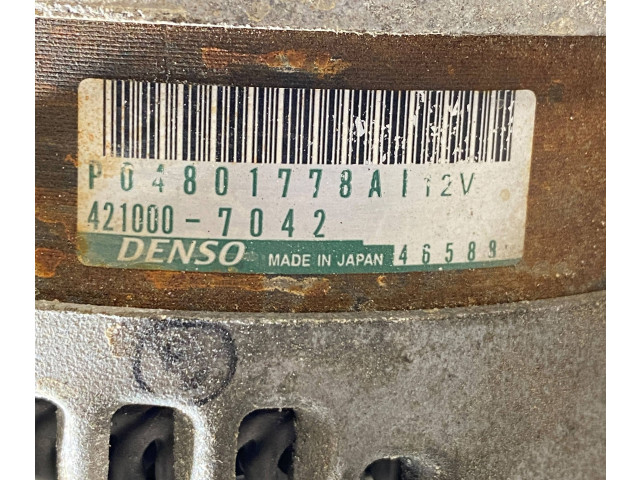 P04801778AI 12V
421000-7042
DENSO MADE IN JAPAN 46589